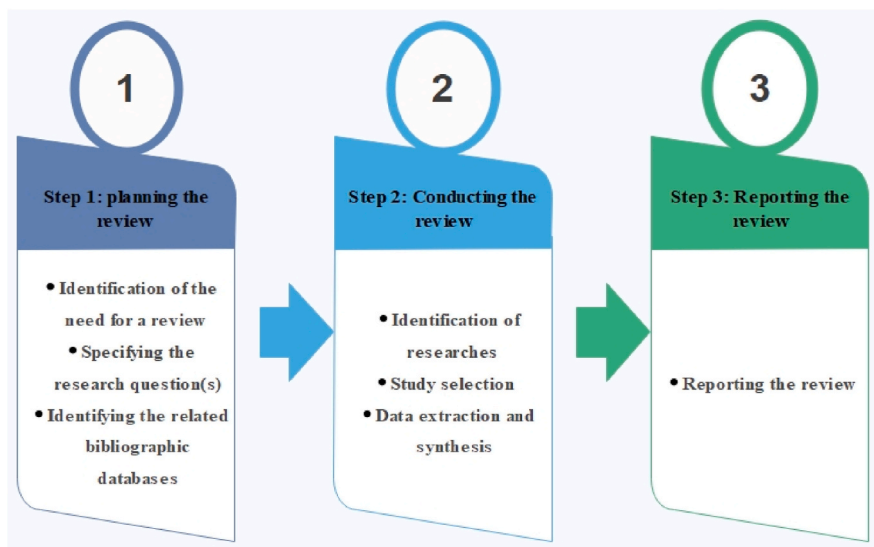 1
Step 1: planning the
review
• Identification of the
need for a review
• Specifying the
research question(s)
• Identifying the related
bibliographic
databases
2
Step 2: Conducting the
review
• Identification of
researches
• Study selection
• Data extraction and
synthesis
3
Step 3: Reporting the
review
• Reporting the review